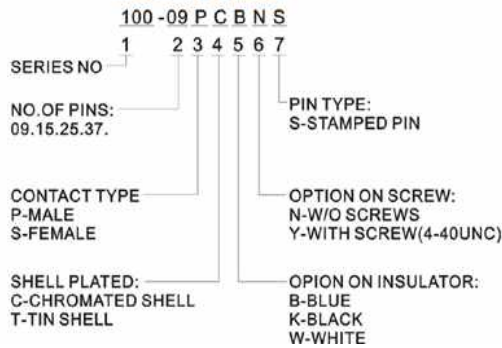 100-09 P C B N S
1 2 3 4 5 6 7
SERIES NO
NO.OF PINS:
09.15.25.37.
PIN TYPE:
S-STAMPED PIN
CONTACT TYPE
P-MALE
S-FEMALE
OPTION ON SCREW:
N-W/O SCREWS
Y-WITH SCREW(4-40UNC)
SHELL PLATED:
C-CHROMATED SHELL
T-TIN SHELL
OPION ON INSULATOR:
B-BLUE
K-BLACK
W-WHITE